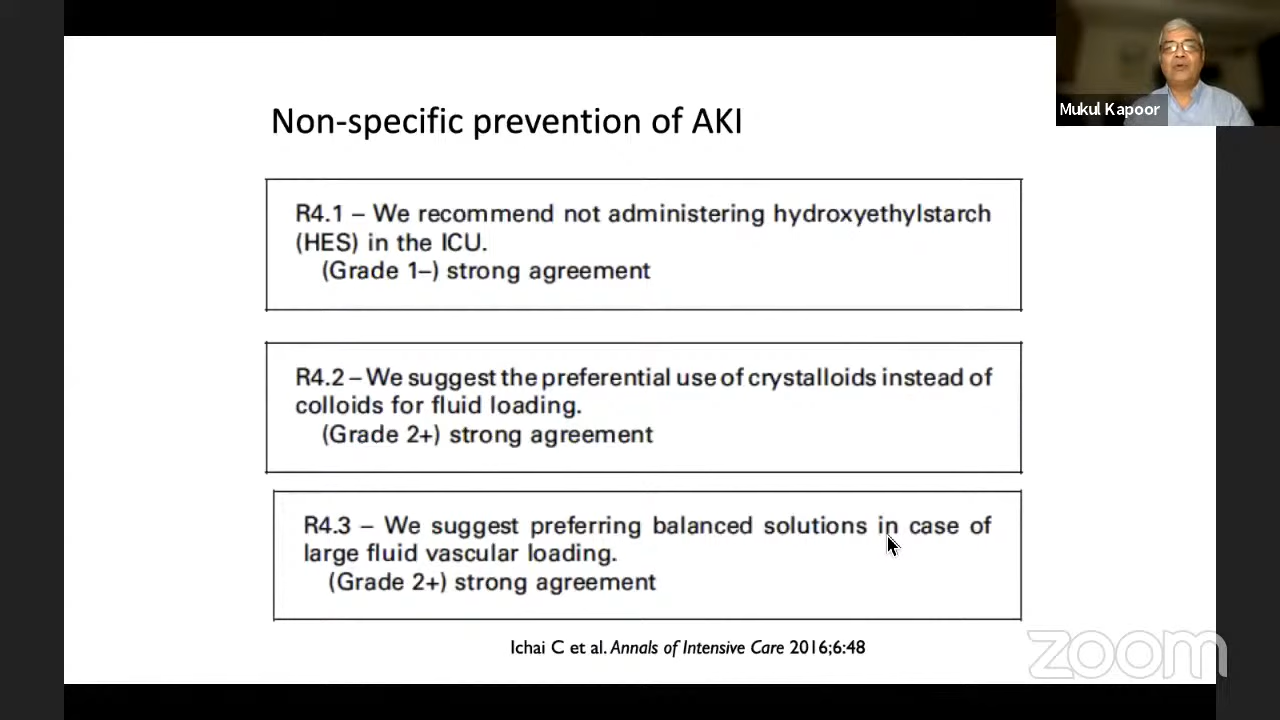 Mukul Kapoor
Non-specific prevention of AKI
R4.1 – We recommend not administering hydroxyethylstarch
(HES) in the ICU.
(Grade 1–) strong agreement
R4.2 – We suggest the preferential use of crystalloids instead of
colloids for fluid loading.
(Grade 2+) strong agreement
R4.3 – We suggest preferring balanced solutions in case of
large fluid vascular loading.
(Grade 2+) strong agreement
Ichai C et al. Annals of Intensive Care 2016;6:48
zoom